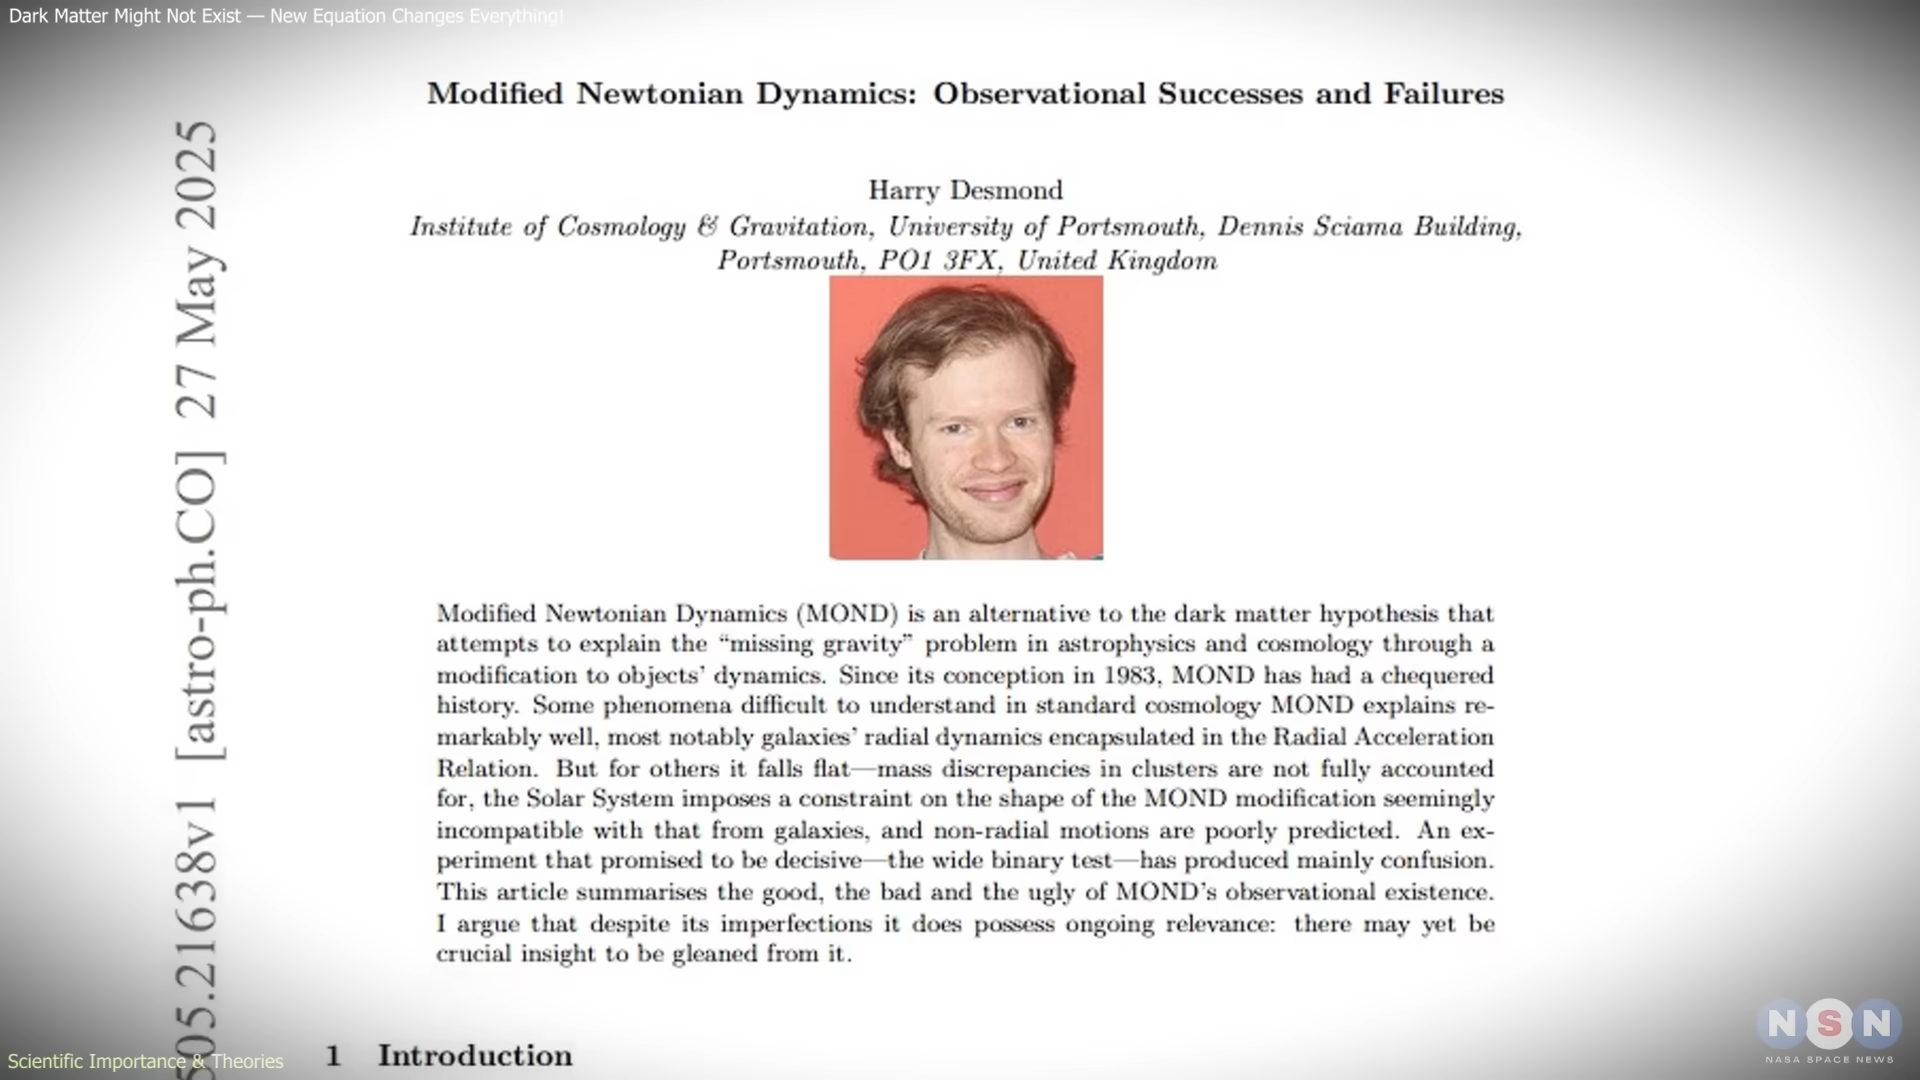 Dark Matter Might Not Exist — New Equation Changes Everything!
Modified Newtonian Dynamics: Observational Successes and Failures
Harry Desmond
Institute of Cosmology & Gravitation, University of Portsmouth, Dennis Sciama Building,
Portsmouth, PO1 3FX, United Kingdom
05.21638v1 [astro-ph.CO] 27 May 2025
Modified Newtonian Dynamics (MOND) is an alternative to the dark matter hypothesis that
attempts to explain the “missing gravity” problem in astrophysics and cosmology through a
modification to objects’ dynamics. Since its conception in 1983, MOND has had a chequered
history. Some phenomena difficult to understand in standard cosmology MOND explains re-
markably well, most notably galaxies’ radial dynamics encapsulated in the Radial Acceleration
Relation. But for others it falls flat—mass discrepancies in clusters are not fully accounted
for, the Solar System imposes a constraint on the shape of the MOND modification seemingly
incompatible with that from galaxies, and non-radial motions are poorly predicted. An ex-
periment that promised to be decisive—the wide binary test—has produced mainly confusion.
This article summarises the good, the bad and the ugly of MOND’s observational existence.
I argue that despite its imperfections it does possess ongoing relevance: there may yet be
crucial insight to be gleaned from it.
1 Introduction
Scientific Importance & Theories
NSN
NASA SPACE NEWS